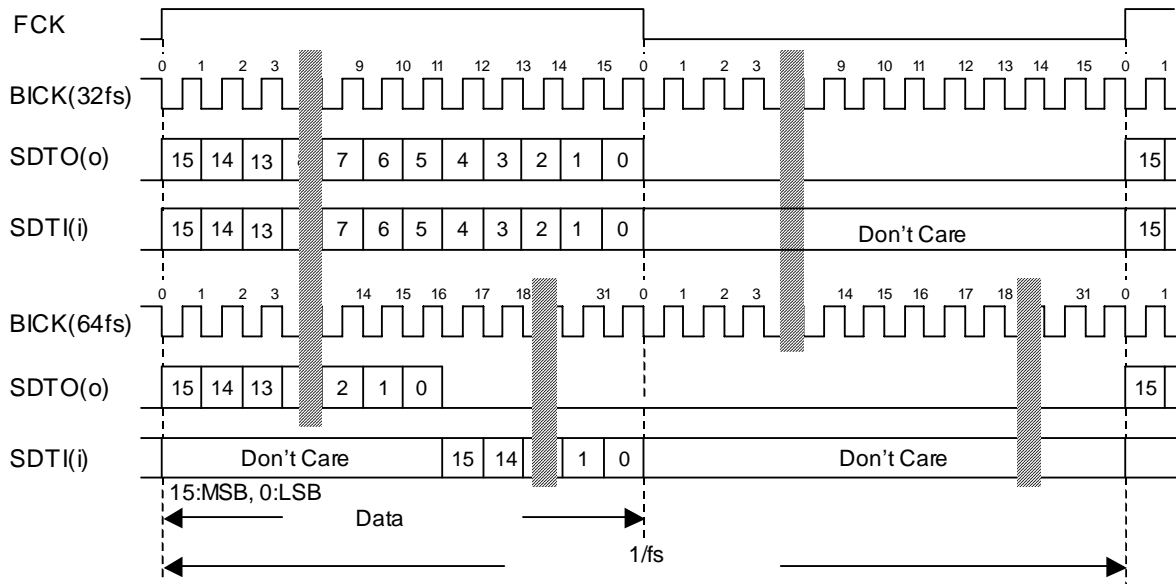 FCK
0 1 2 3 9 10 11 12 13 14 15 0 1 2 3 8 9 10 11 12 13 14 15 0 1
BICK(32fs)
SDTO(o) 15 14 13 7 6 5 4 3 2 1 0 15
SDTI(i) 15 14 13 7 6 5 4 3 2 1 0 Don't Care 15
0 1 2 3 14 15 16 17 18 31 0 1 2 3 14 15 16 17 18 31 0 1
BICK(64fs)
SDTO(o) 15 14 13 2 1 0 15
SDTI(i) Don't Care 15 14 1 0 Don't Care
15:MSB, 0:LSB
Data
1/fs